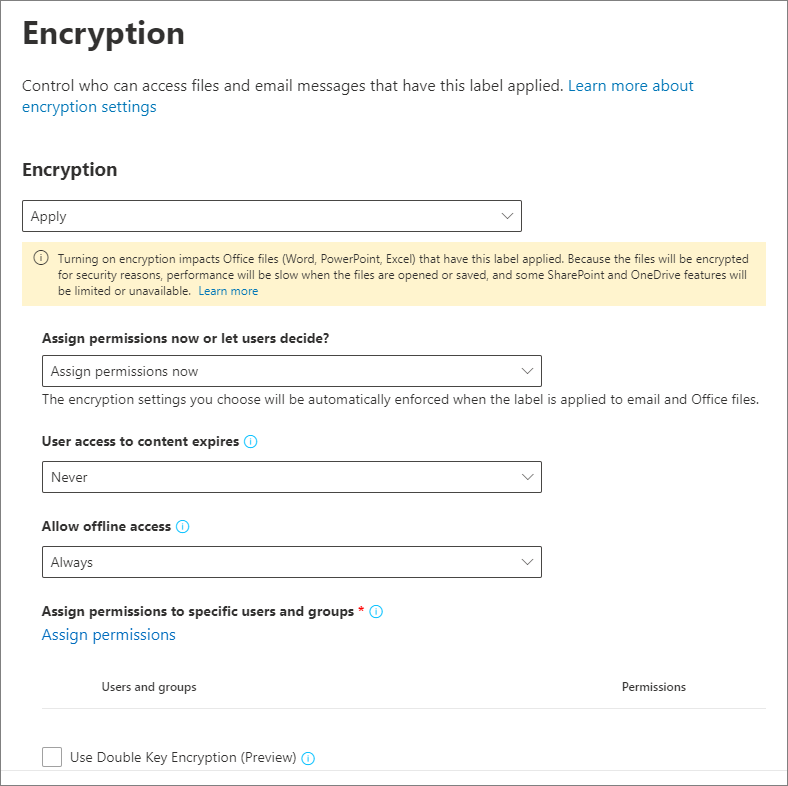 Encryption
Control who can access files and email messages that have this label applied. Learn more about
encryption settings
Encryption
Apply
Turning on encryption impacts Office files (Word, PowerPoint, Excel) that have this label applied. Because the files will be encrypted
for security reasons, performance will be slow when the files are opened or saved, and some SharePoint and OneDrive features will
be limited or unavailable. Learn more
Assign permissions now or let users decide?
Assign permissions now
The encryption settings you choose will be automatically enforced when the label is applied to email and Office files.
User access to content expires
Never
Allow offline access
Always
Assign permissions to specific users and groups *
Assign permissions
Users and groups Permissions
Use Double Key Encryption (Preview)